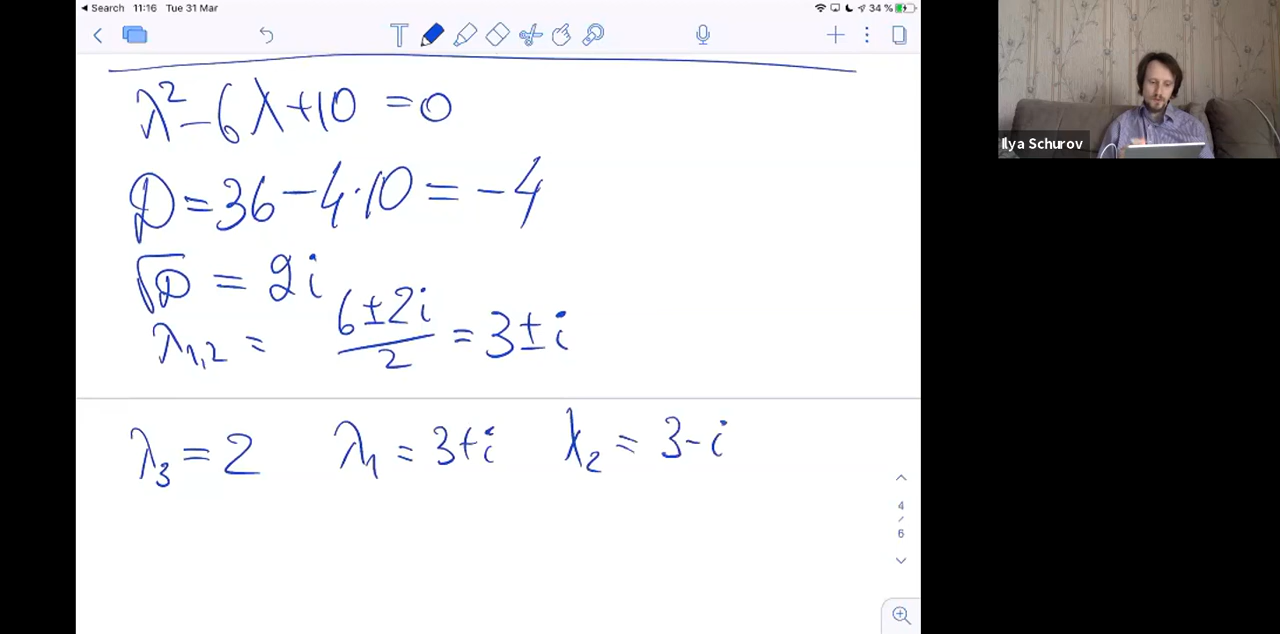 Search 11:16 Tue 31 Mar 34 %
T
λ² - 6λ + 10 = 0
D = 36 - 4·10 = -4
√D = 2i
λ₁,₂ = (6 ± 2i)/2 = 3 ± i
λ₃ = 2 λ₁ = 3 + i λ₂ = 3 - i
4
/
6
Ilya Schurov